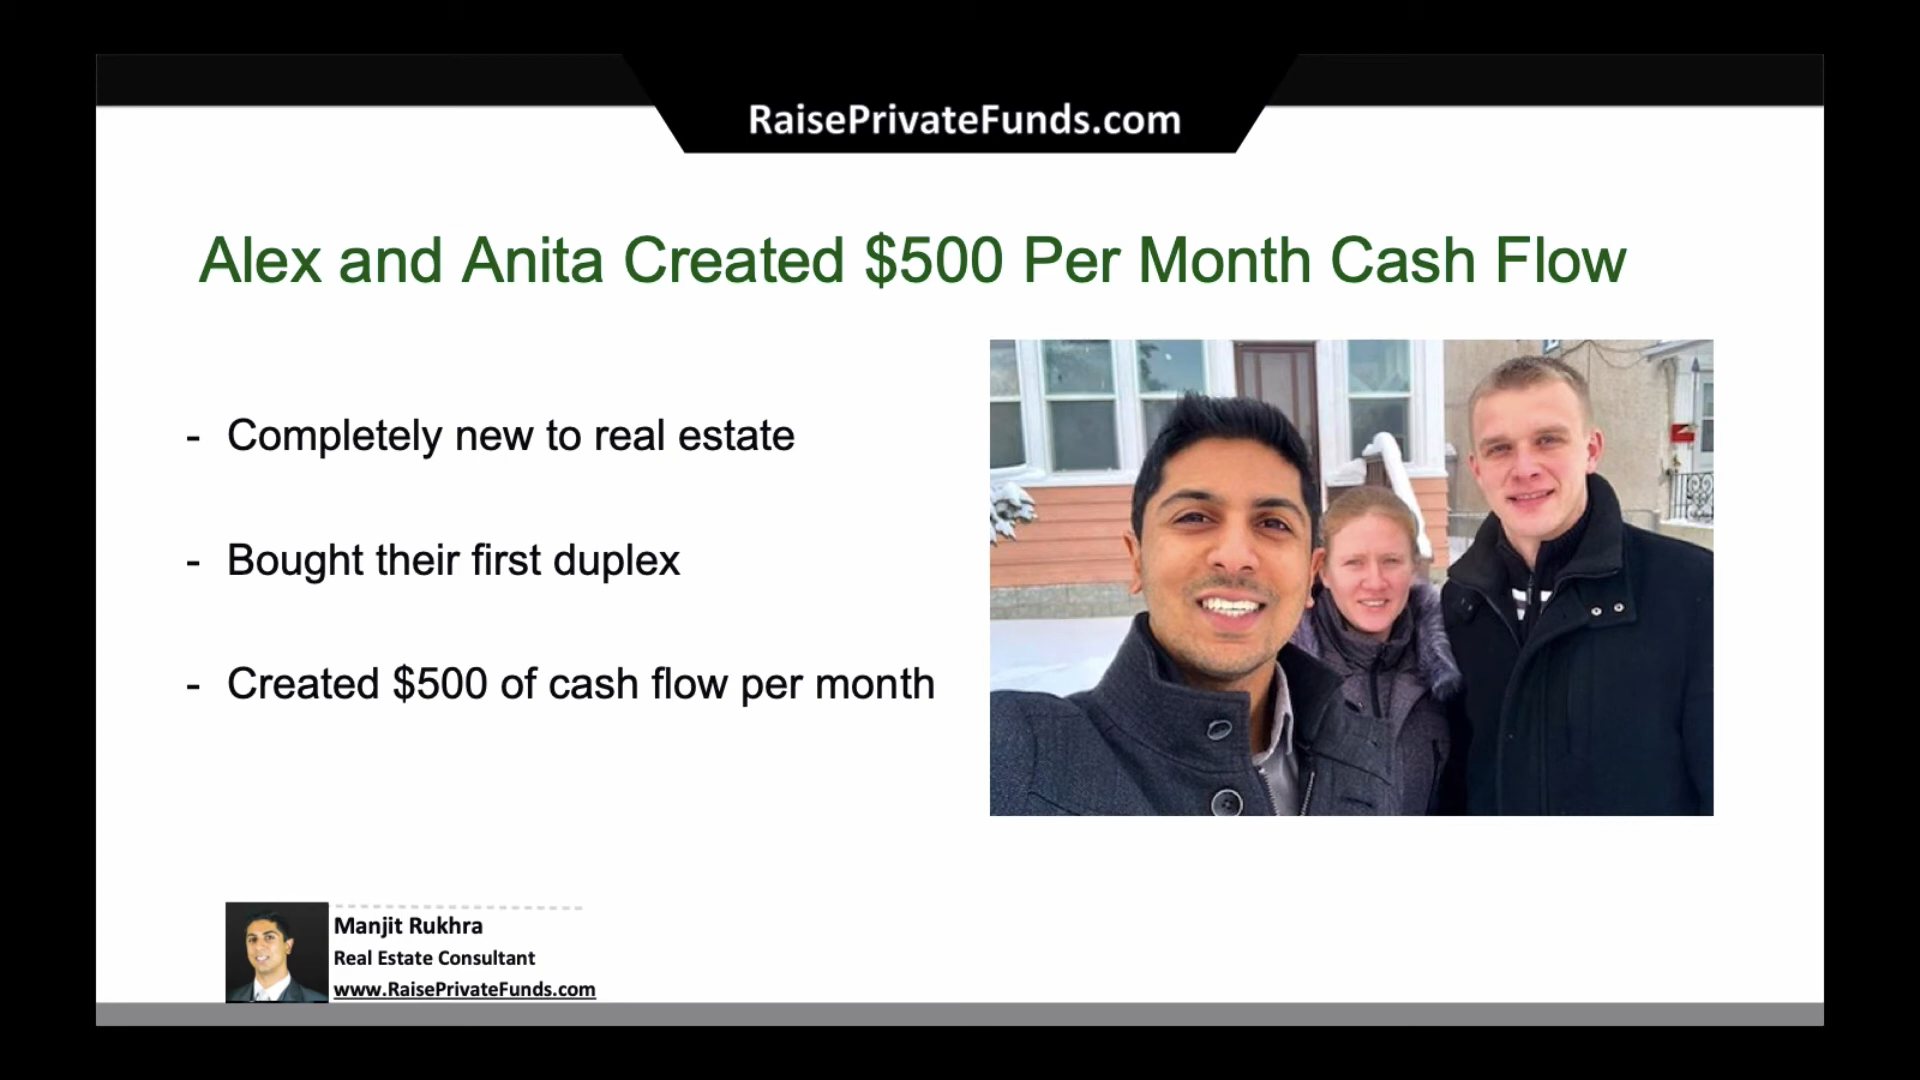 RaisePrivateFunds.com
Alex and Anita Created $500 Per Month Cash Flow
- Completely new to real estate
- Bought their first duplex
- Created $500 of cash flow per month
Manjit Rukhra
Real Estate Consultant
www.RaisePrivateFunds.com